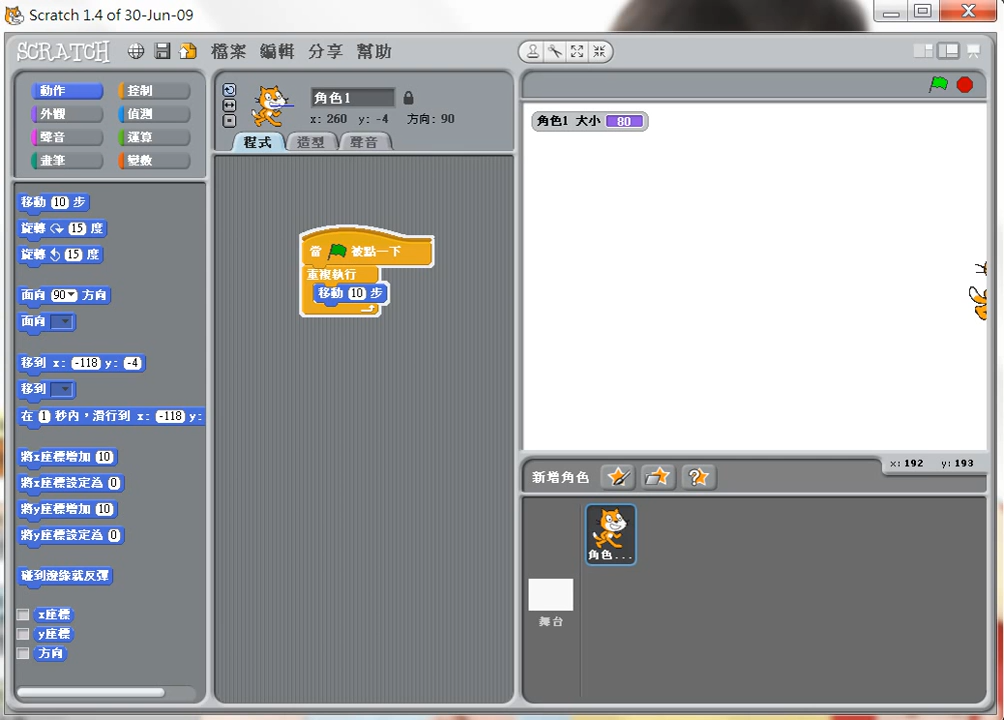 Scratch 1.4 of 30-Jun-09
SCRATCH 檔案 編輯 分享 幫助
動作 控制
外觀 偵測
聲音 運算
畫筆 變數
角色1
x: 260 y: -4 方向: 90
程式 造型 聲音
移動 10 步
旋轉 15 度
旋轉 15 度
面向 90 方向
面向
移到 x: -118 y: -4
移到
在 1 秒內，滑行到 x: -118 y:
將x座標增加 10
將x座標設定為 0
將y座標增加 10
將y座標設定為 0
碰到邊緣就反彈
x座標
y座標
方向
當 被點一下
重複執行
移動 10 步
角色1 大小 80
x: 192 y: 193
新增角色
角色...
舞台